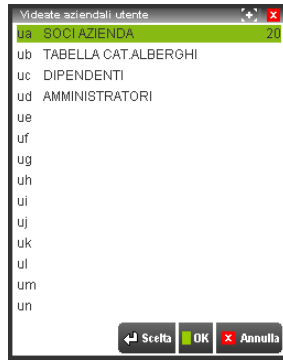 Videate aziendali utente [+] x
ua SOCI AZIENDA 20
ub TABELLA CAT.ALBERGHI
uc DIPENDENTI
ud AMMINISTRATORI
ue
uf
ug
uh
ui
uj
uk
ul
um
un
Scelta OK x Annulla